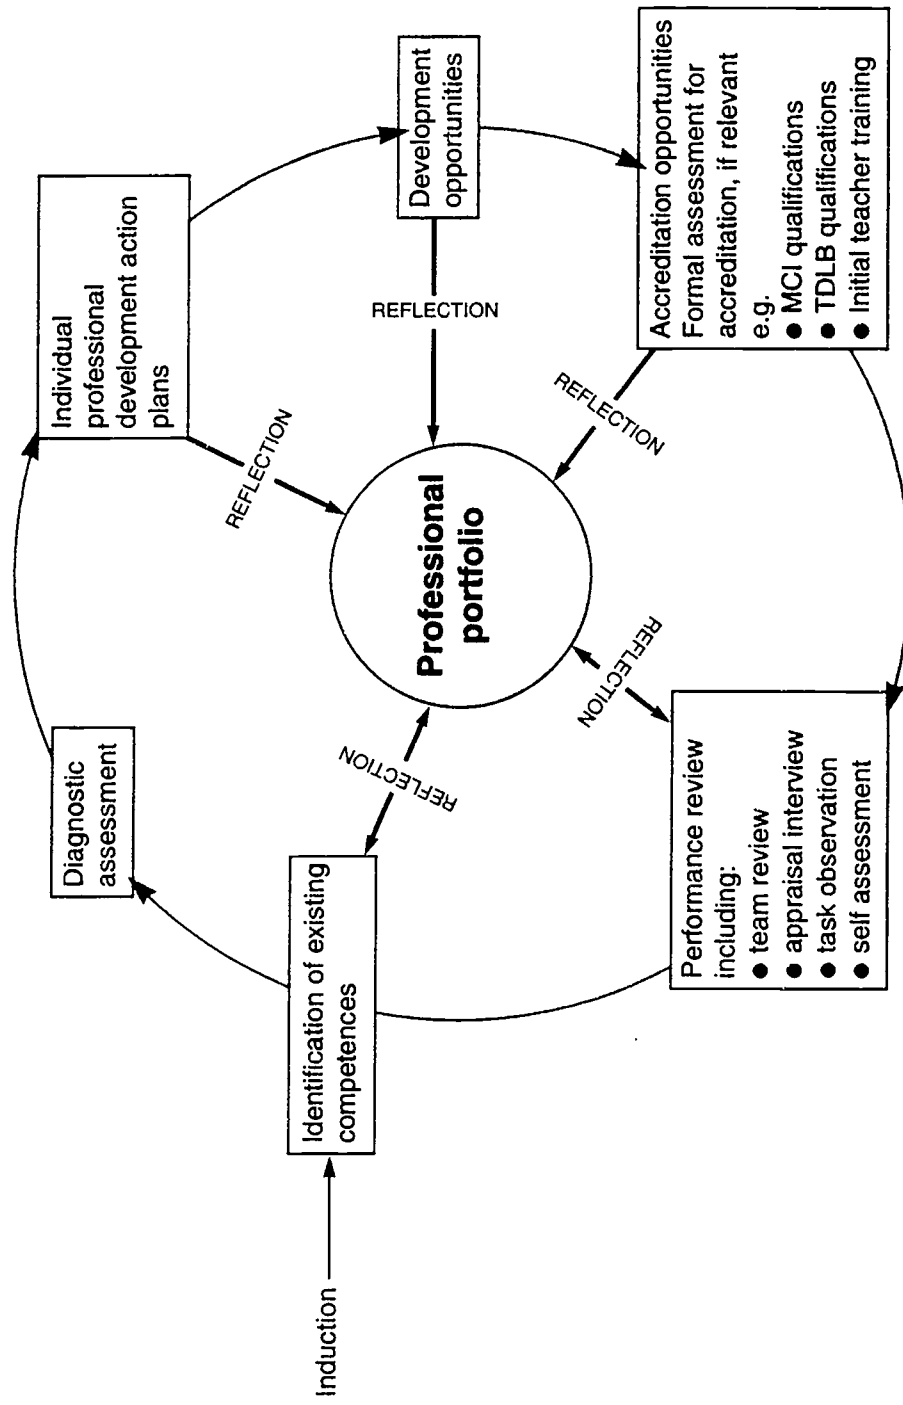 Induction
Identification of existing
competences
Diagnostic
assessment
Individual
professional
development action
plans
Development
opportunities
Accreditation opportunities
Formal assessment for
accreditation, if relevant
e.g.
● MCI qualifications
● TDLB qualifications
● Initial teacher training
Performance review
including:
● team review
● appraisal interview
● task observation
● self assessment
REFLECTION
REFLECTION
REFLECTION
REFLECTION
REFLECTION
Professional
portfolio